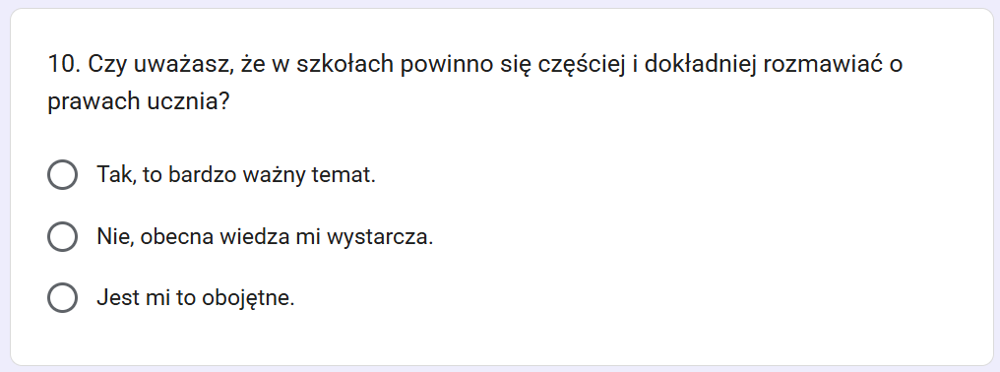 10. Czy uważasz, że w szkołach powinno się częściej i dokładniej rozmawiać o
prawach ucznia?
Tak, to bardzo ważny temat.
Nie, obecna wiedza mi wystarcza.
Jest mi to obojętne.